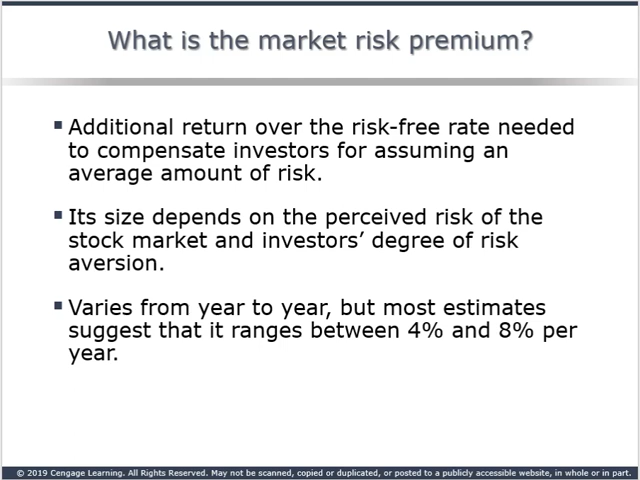 What is the market risk premium?
▪ Additional return over the risk-free rate needed
to compensate investors for assuming an
average amount of risk.
▪ Its size depends on the perceived risk of the
stock market and investors’ degree of risk
aversion.
▪ Varies from year to year, but most estimates
suggest that it ranges between 4% and 8% per
year.
© 2019 Cengage Learning. All Rights Reserved. May not be scanned, copied or duplicated, or posted to a publicly accessible website, in whole or in part.